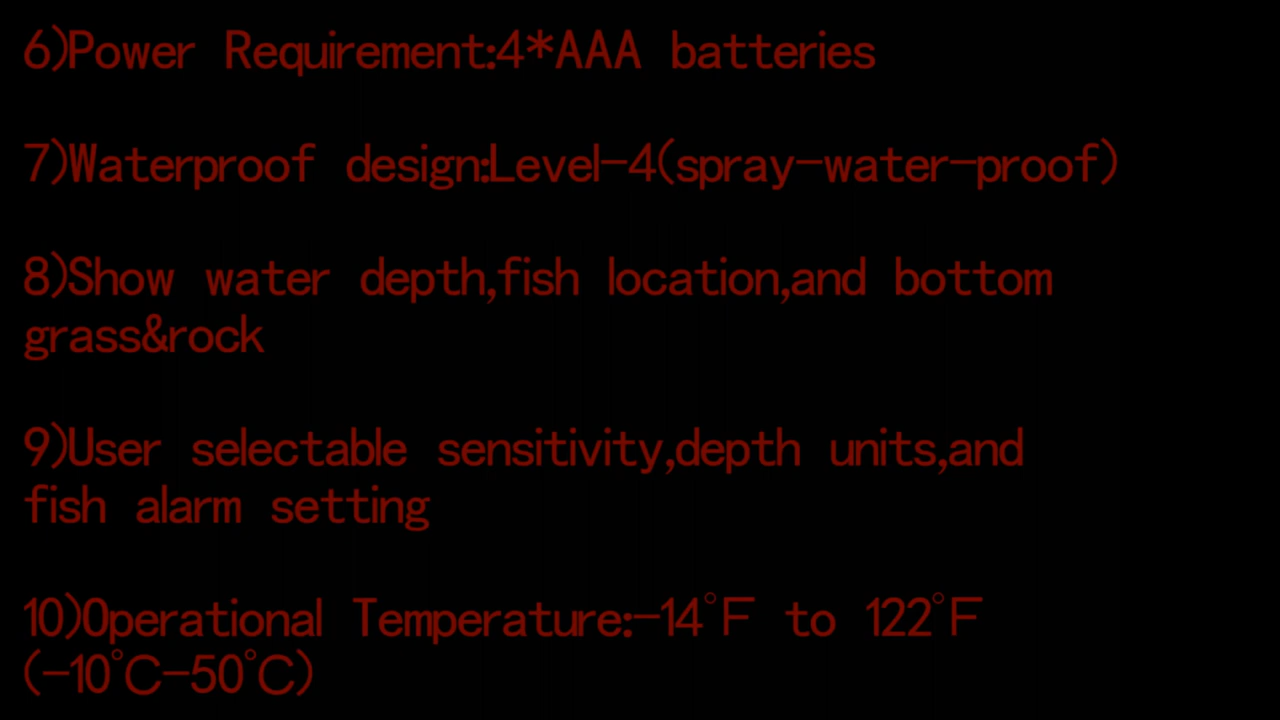 6)Power Requirement:4*AAA batteries
7)Waterproof design:Level-4(spray-water-proof)
8)Show water depth,fish location,and bottom
grass&rock
9)User selectable sensitivity,depth units,and
fish alarm setting
10)Operational Temperature:-14°F to 122°F
(-10°C-50°C)